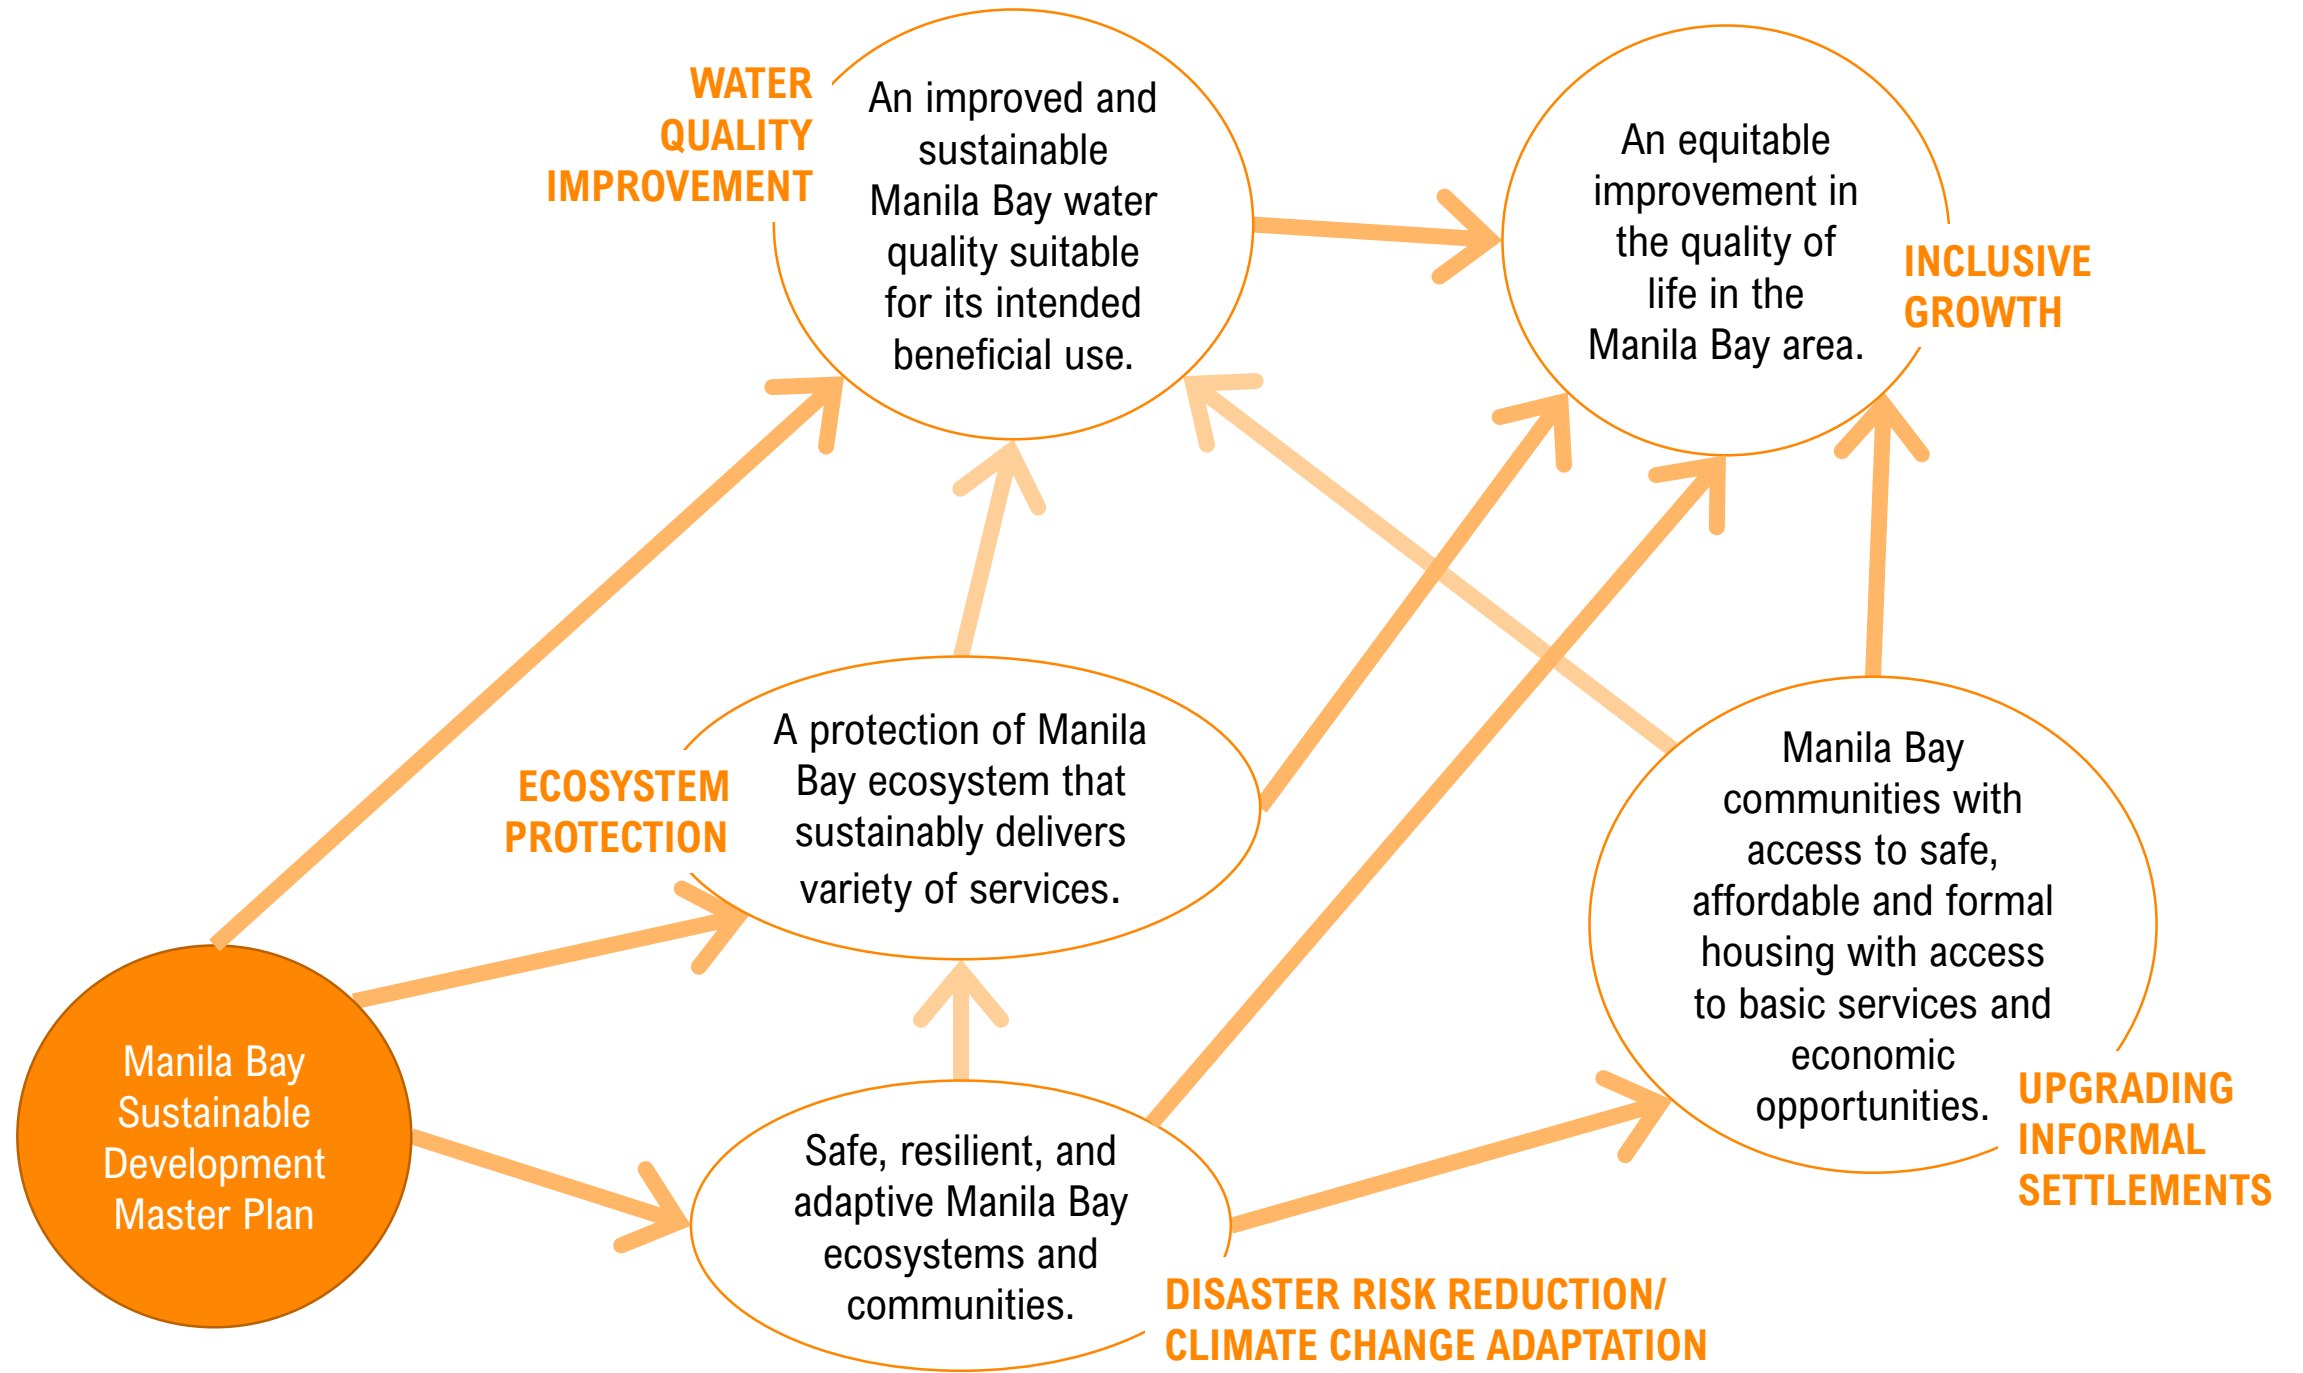 WATER
QUALITY
IMPROVEMENT
An improved and
sustainable
Manila Bay water
quality suitable
for its intended
beneficial use.
An equitable
improvement in
the quality of
life in the
Manila Bay area.
INCLUSIVE
GROWTH
ECOSYSTEM
PROTECTION
A protection of Manila
Bay ecosystem that
sustainably delivers
variety of services.
Manila Bay
communities with
access to safe,
affordable and formal
housing with access
to basic services and
economic
opportunities.
UPGRADING
INFORMAL
SETTLEMENTS
Manila Bay
Sustainable
Development
Master Plan
Safe, resilient, and
adaptive Manila Bay
ecosystems and
communities.
DISASTER RISK REDUCTION/
CLIMATE CHANGE ADAPTATION